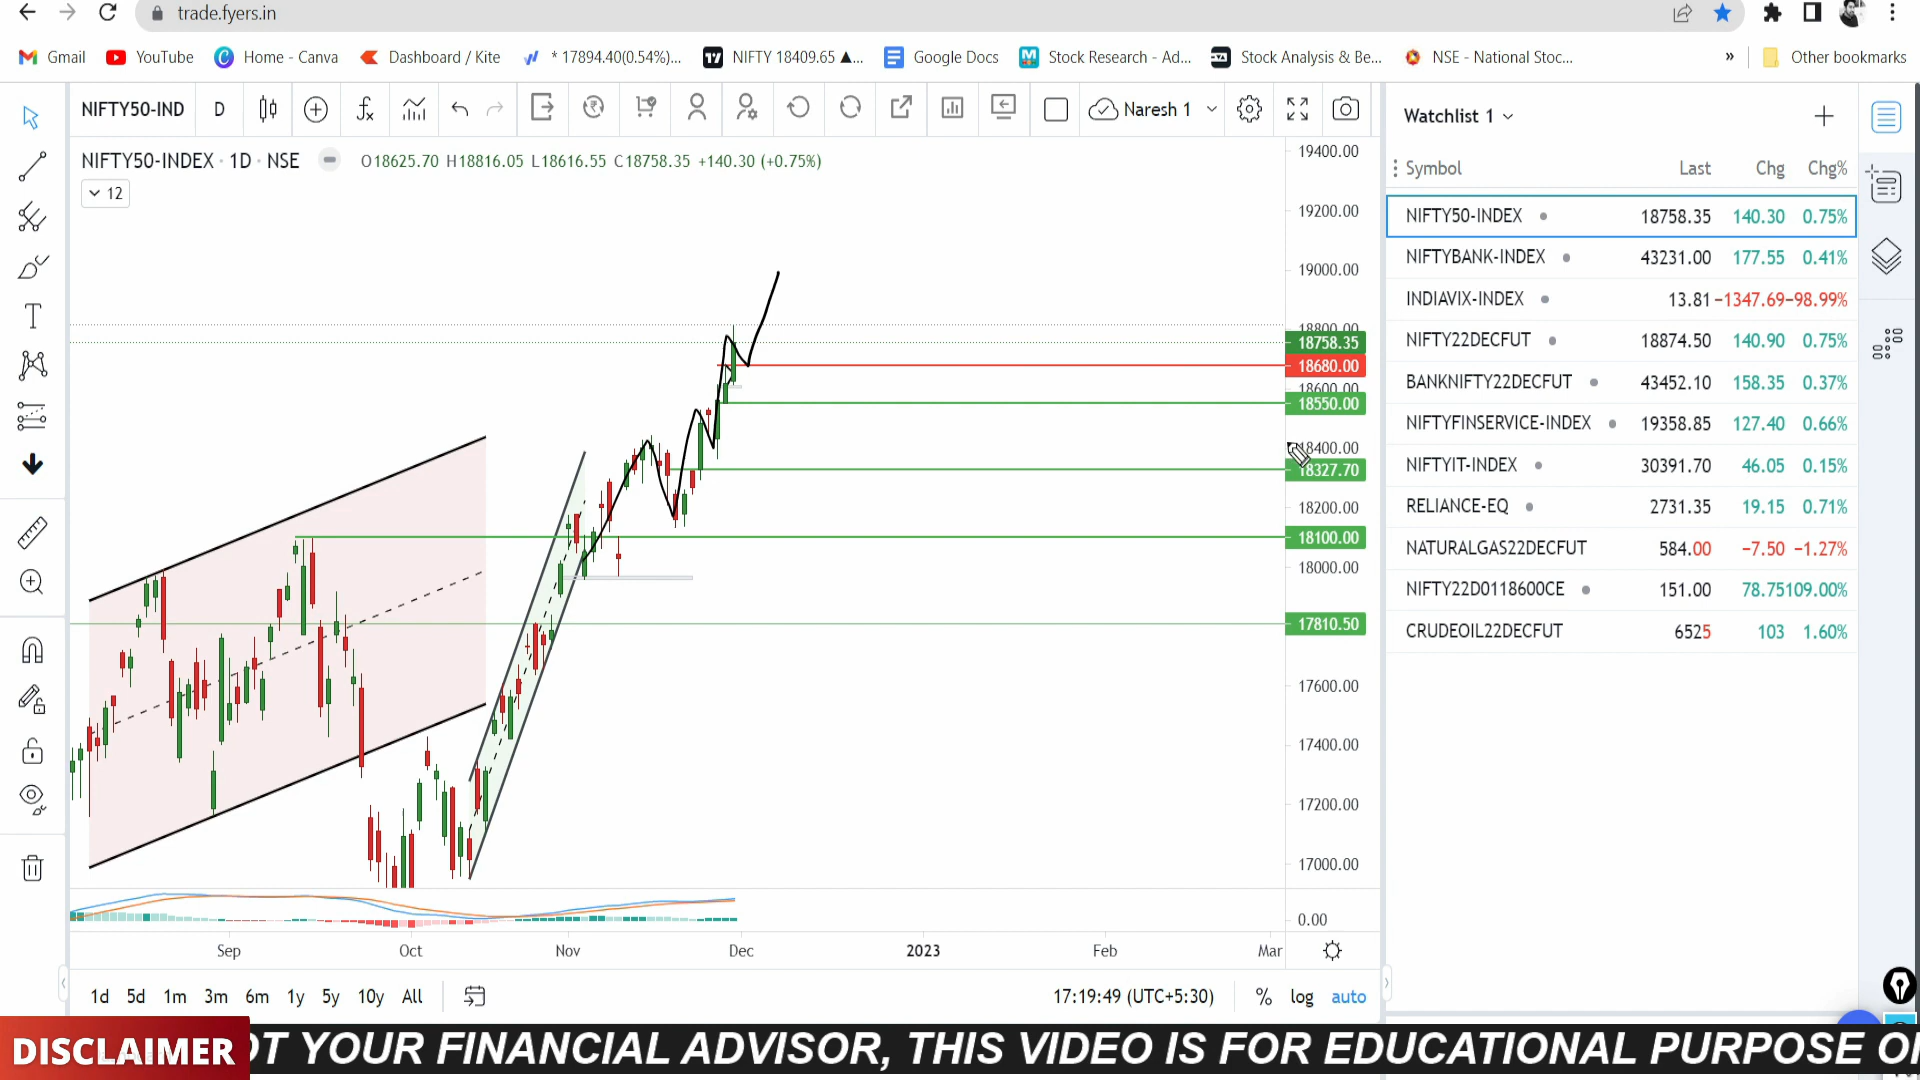 trade.fyers.in
Gmail YouTube Home - Canva Dashboard / Kite * 17894.40(0.54%)... NIFTY 18409.65 ▲... Google Docs Stock Research - Ad... Stock Analysis & Be... NSE - National Stoc... » Other bookmarks
NIFTY50-IND D Naresh 1
NIFTY50-INDEX · 1D · NSE O18625.70 H18816.05 L18616.55 C18758.35 +140.30 (+0.75%)
12
19400.00
19200.00
19000.00
18800.00
18758.35
18680.00
18600.00
18550.00
18400.00
18327.70
18200.00
18100.00
18000.00
17810.50
17600.00
17400.00
17200.00
17000.00
0.00
Sep Oct Nov Dec 2023 Feb Mar
1d 5d 1m 3m 6m 1y 5y 10y All 17:19:49 (UTC+5:30) % log auto
Watchlist 1
Symbol Last Chg Chg%
NIFTY50-INDEX 18758.35 140.30 0.75%
NIFTYBANK-INDEX 43231.00 177.55 0.41%
INDIAVIX-INDEX 13.81 −1347.69 −98.99%
NIFTY22DECFUT 18874.50 140.90 0.75%
BANKNIFTY22DECFUT 43452.10 158.35 0.37%
NIFTYFINSERVICE-INDEX 19358.85 127.40 0.66%
NIFTYIT-INDEX 30391.70 46.05 0.15%
RELIANCE-EQ 2731.35 19.15 0.71%
NATURALGAS22DECFUT 584.00 −7.50 −1.27%
NIFTY22D0118600CE 151.00 78.75 109.00%
CRUDEOIL22DECFUT 6525 103 1.60%
DISCLAIMER OT YOUR FINANCIAL ADVISOR, THIS VIDEO IS FOR EDUCATIONAL PURPOSE O